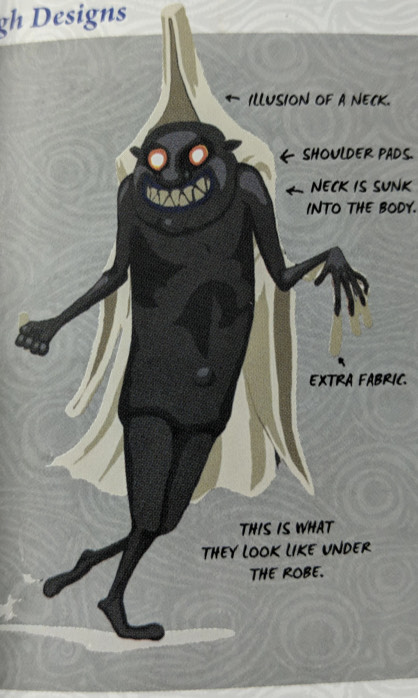 gh Designs
← ILLUSION OF A NECK.
← SHOULDER PADS.
← NECK IS SUNK
INTO THE BODY.
EXTRA FABRIC.
THIS IS WHAT
THEY LOOK LIKE UNDER
THE ROBE.